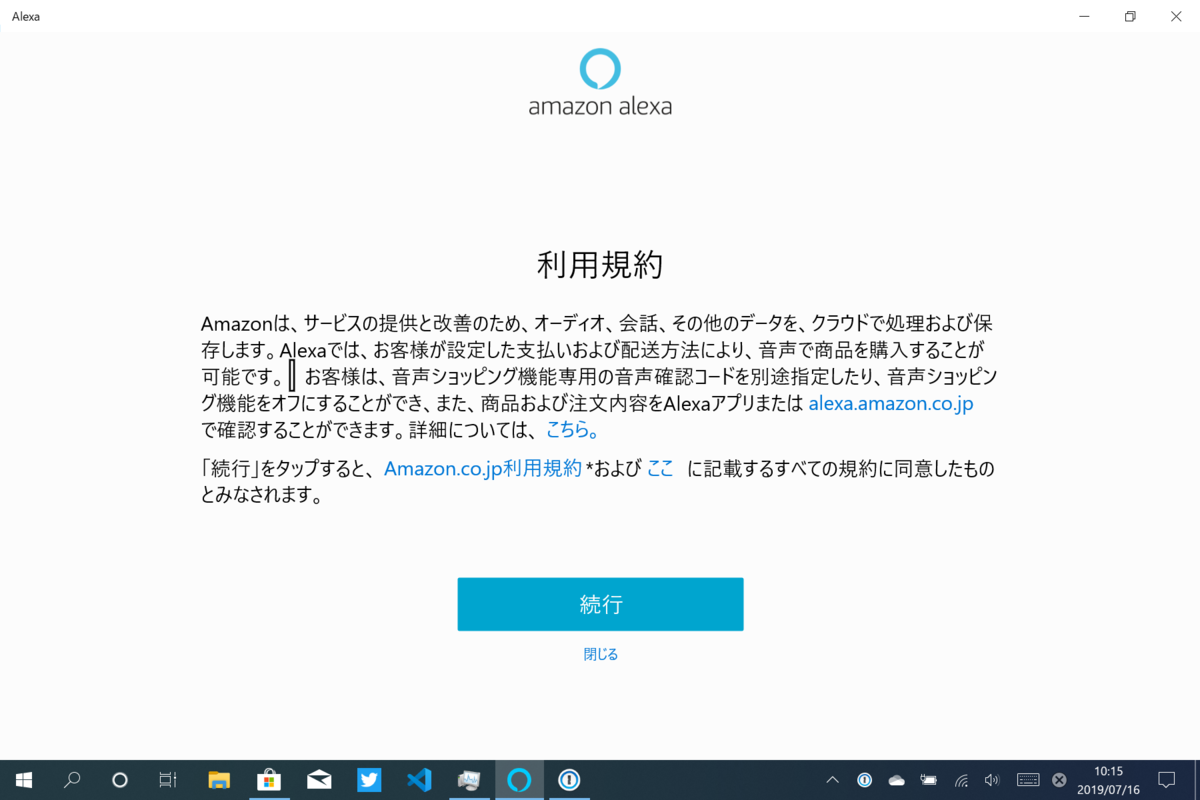 Alexa
amazon alexa
利用規約
Amazonは、サービスの提供と改善のため、オーディオ、会話、その他のデータを、クラウドで処理および保
存します。Alexaでは、お客様が設定した支払いおよび配送方法により、音声で商品を購入することが
可能です。 お客様は、音声ショッピング機能専用の音声確認コードを別途指定したり、音声ショッピン
グ機能をオフにすることができ、また、商品および注文内容をAlexaアプリまたは alexa.amazon.co.jp
で確認することができます。詳細については、こちら。
「続行」をタップすると、 Amazon.co.jp利用規約 *および ここ に記載するすべての規約に同意したもの
とみなされます。
続行
閉じる
10:15
2019/07/16